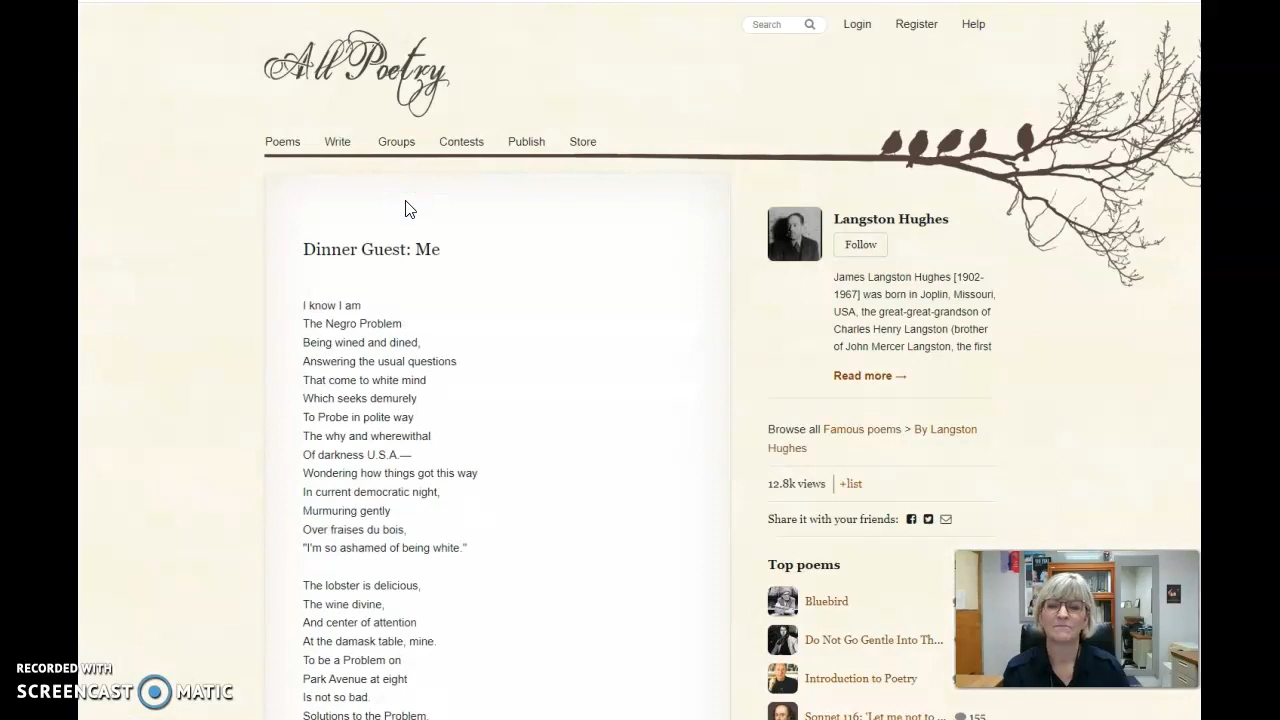 Search
Login
Register
Help
All Poetry
Poems
Write
Groups
Contests
Publish
Store
Dinner Guest: Me
I know I am
The Negro Problem
Being wined and dined,
Answering the usual questions
That come to white mind
Which seeks demurely
To Probe in polite way
The why and wherewithal
Of darkness U.S.A.—
Wondering how things got this way
In current democratic night,
Murmuring gently
Over fraises du bois,
"I'm so ashamed of being white."
The lobster is delicious,
The wine divine,
And center of attention
At the damask table, mine.
To be a Problem on
Park Avenue at eight
Is not so bad.
Solutions to the Problem,
Langston Hughes
Follow
James Langston Hughes [1902-
1967] was born in Joplin, Missouri,
USA, the great-great-grandson of
Charles Henry Langston (brother
of John Mercer Langston, the first
Read more →
Browse all Famous poems > By Langston
Hughes
12.8k views
+list
Share it with your friends:
Top poems
Bluebird
Do Not Go Gentle Into Th...
Introduction to Poetry
Sonnet 116: 'Let me not to ...
155
RECORDED WITH
SCREENCAST MATIC